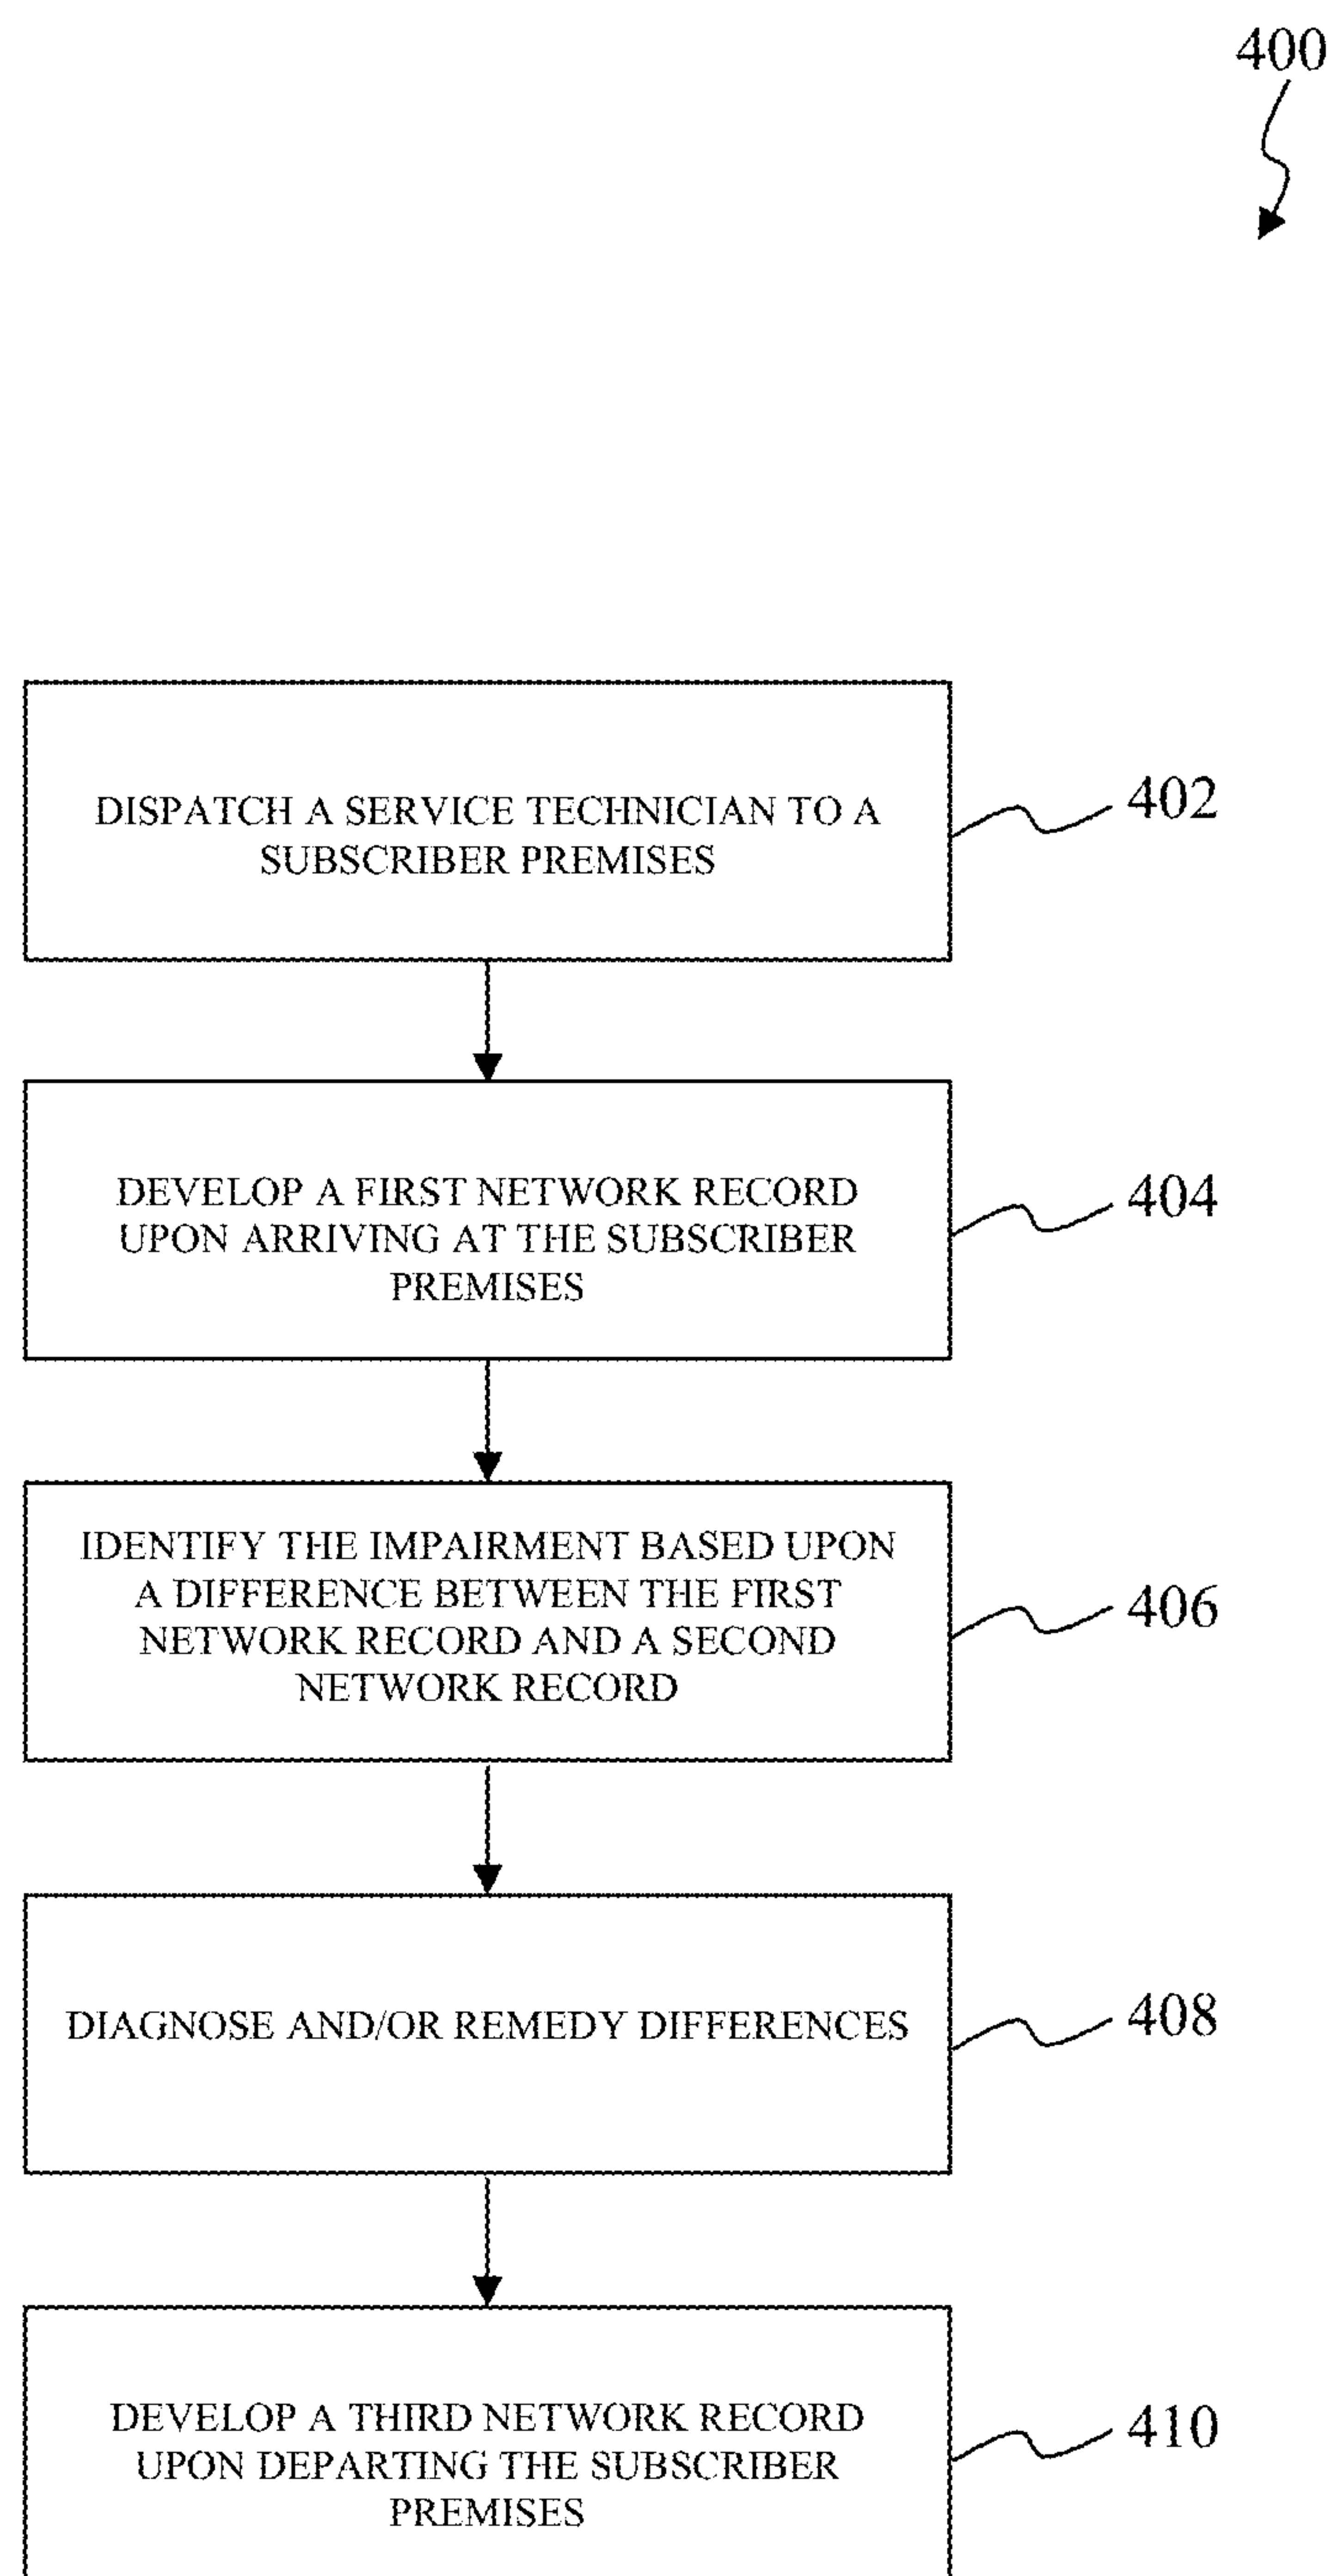 400
DISPATCH A SERVICE TECHNICIAN TO A
SUBSCRIBER PREMISES
402
DEVELOP A FIRST NETWORK RECORD
UPON ARRIVING AT THE SUBSCRIBER
PREMISES
404
IDENTIFY THE IMPAIRMENT BASED UPON
A DIFFERENCE BETWEEN THE FIRST
NETWORK RECORD AND A SECOND
NETWORK RECORD
406
DIAGNOSE AND/OR REMEDY DIFFERENCES
408
DEVELOP A THIRD NETWORK RECORD
UPON DEPARTING THE SUBSCRIBER
PREMISES
410